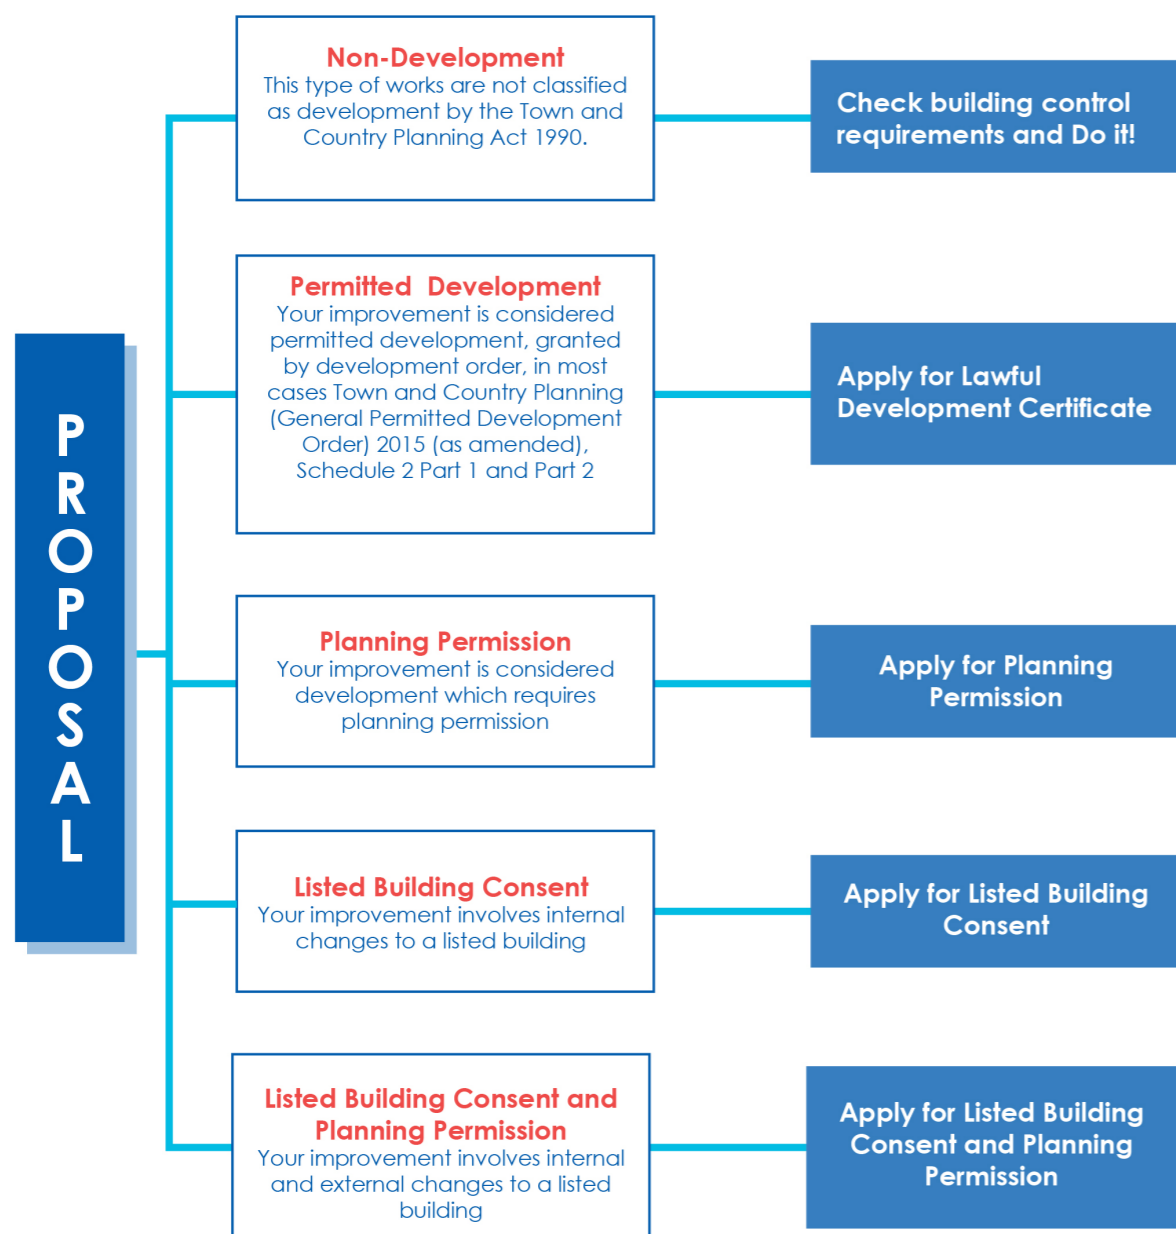 PROPOSAL
Non-Development
This type of works are not classified
as development by the Town and
Country Planning Act 1990.
Check building control
requirements and Do it!
Permitted  Development
Your improvement is considered
permitted development, granted
by development order, in most
cases Town and Country Planning
(General Permitted Development
Order) 2015 (as amended),
Schedule 2 Part 1 and Part 2
Apply for Lawful
Development Certificate
Planning Permission
Your improvement is considered
development which requires
planning permission
Apply for Planning
Permission
Listed Building Consent
Your improvement involves internal
changes to a listed building
Apply for Listed Building
Consent
Listed Building Consent and
Planning Permission
Your improvement involves internal
and external changes to a listed
building
Apply for Listed Building
Consent and Planning
Permission